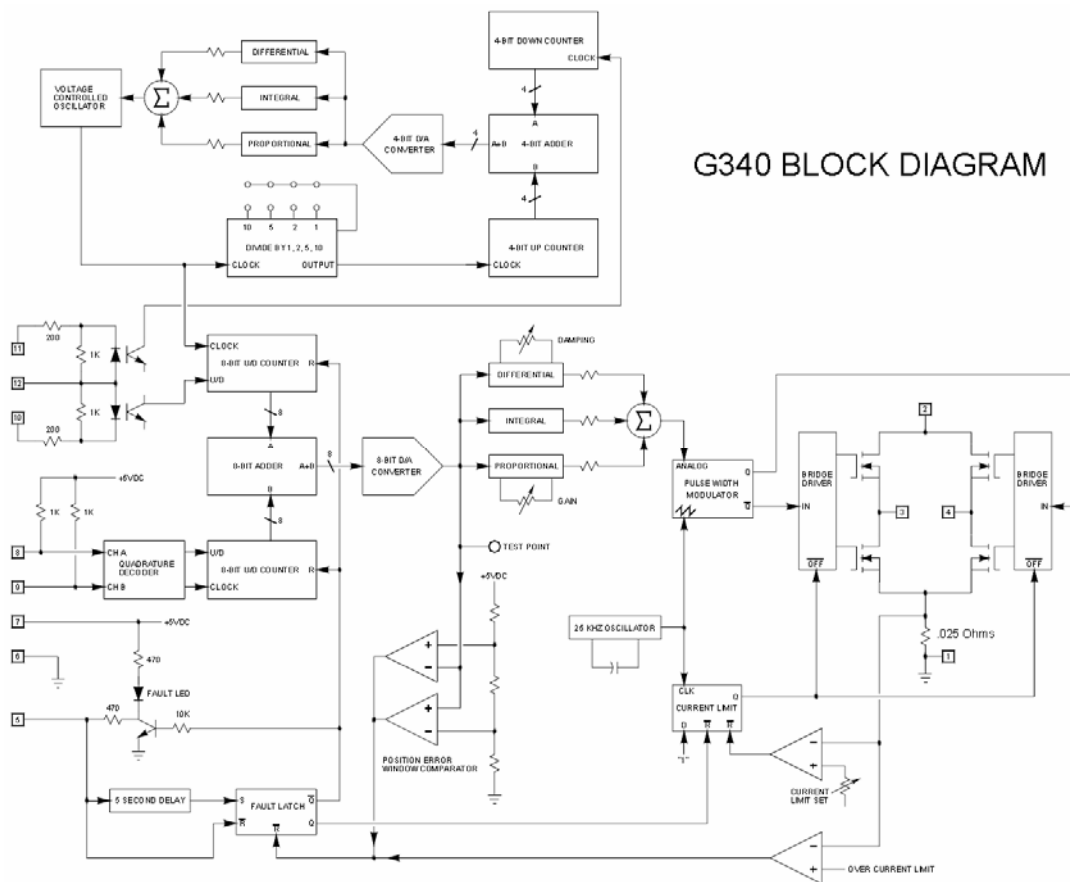 G340 BLOCK DIAGRAM
4-BIT DOWN COUNTER
CLOCK
4
DIFFERENTIAL
INTEGRAL
PROPORTIONAL
Σ
VOLTAGE
CONTROLLED
OSCILLATOR
4-BIT D/A
CONVERTER
4
A
A+B
4-BIT ADDER
B
4
10 5 2 1
DIVIDE BY 1, 2, 5, 10
CLOCK OUTPUT
4-BIT UP COUNTER
CLOCK
11
200
1K
12
1K
10
200
CLOCK
8-BIT U/D COUNTER R
U/D
8
A
8-BIT ADDER A+B
B
8
8
8-BIT D/A
CONVERTER
DAMPING
DIFFERENTIAL
INTEGRAL
PROPORTIONAL
GAIN
Σ
ANALOG Q
PULSE WIDTH
MODULATOR Q
2
BRIDGE
DRIVER
IN
OFF
3
4
BRIDGE
DRIVER
IN
OFF
.025 Ohms
1
+5VDC
1K 1K
8
9
CH A
QUADRATURE
DECODER
CH B
U/D
8-BIT U/D COUNTER R
CLOCK
TEST POINT
+5VDC
7
+5VDC
6
470
FAULT LED
5
470
10K
+
−
+
−
POSITION ERROR
WINDOW COMPARATOR
25 KHZ OSCILLATOR
CLK Q
CURRENT LIMIT
D R R
"1"
−
+
CURRENT
LIMIT SET
5 SECOND DELAY
S Q
FAULT LATCH
R R Q
−
+
OVER CURRENT LIMIT